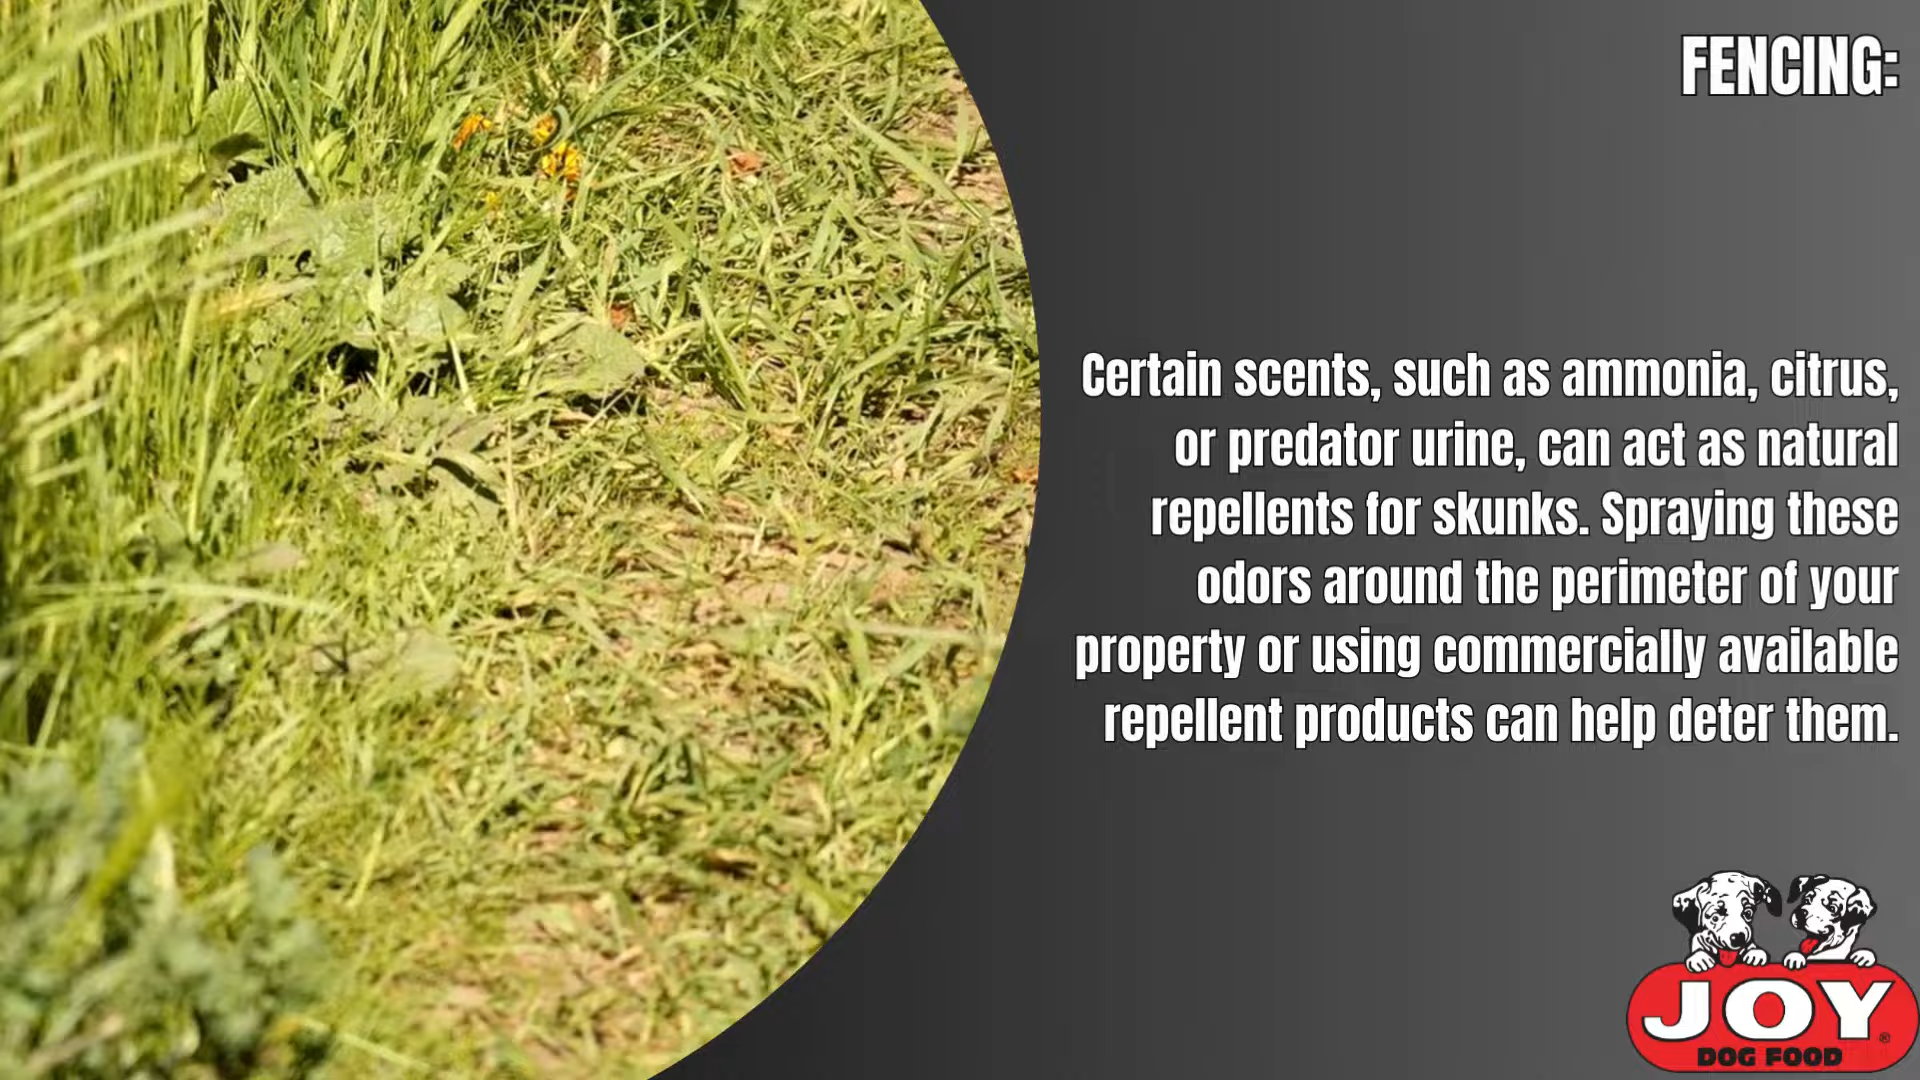 FENCING:
Certain scents, such as ammonia, citrus,
or predator urine, can act as natural
repellents for skunks. Spraying these
odors around the perimeter of your
property or using commercially available
repellent products can help deter them.
JOY
®
DOG FOOD